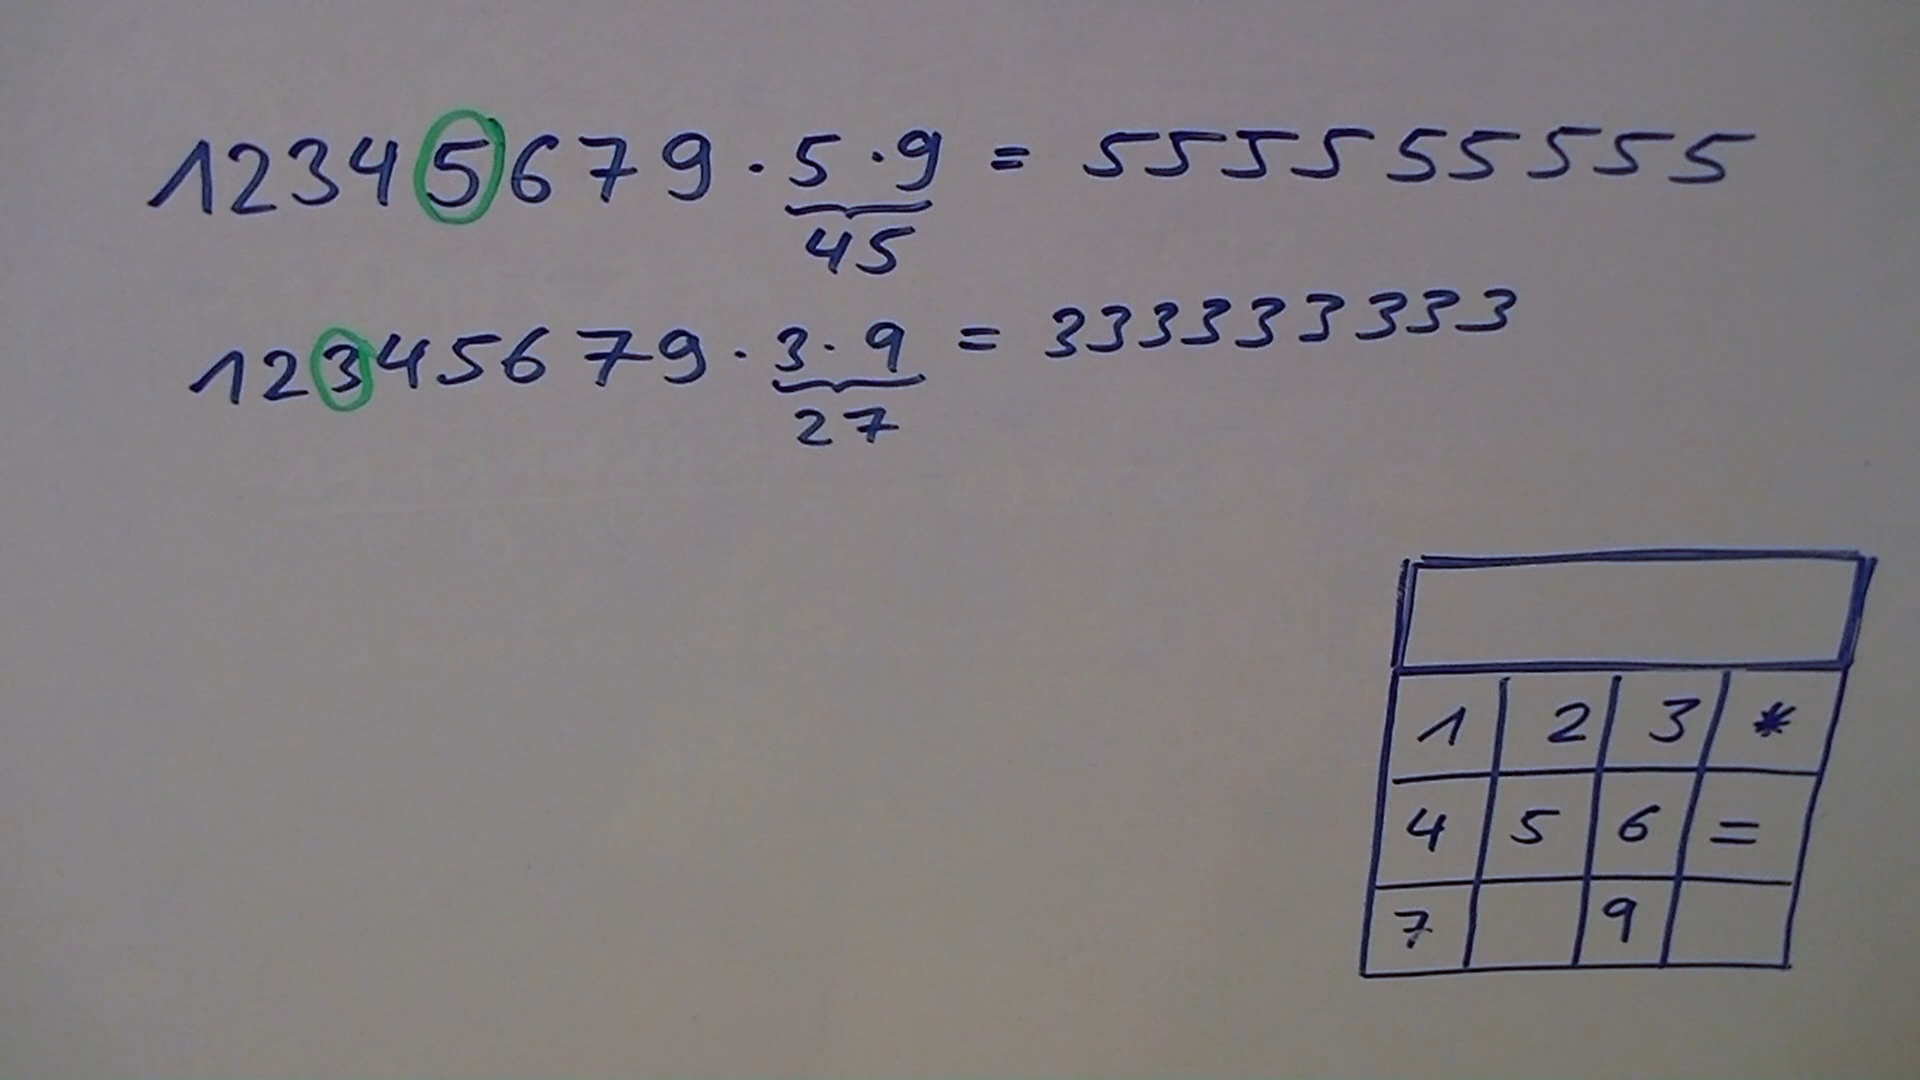 12345679 · 5 · 9 = 555555555
45
12345679 · 3 · 9 = 333333333
27
1 2 3 *
4 5 6 =
7 9